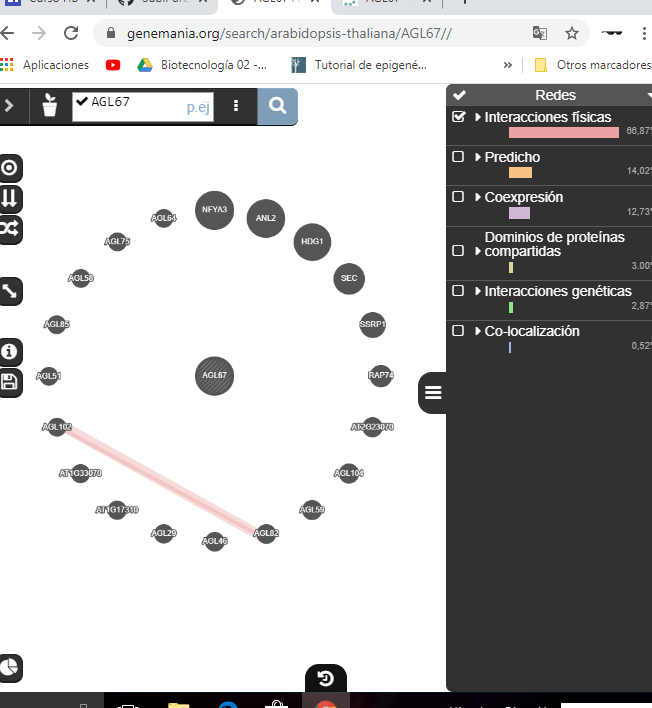 genemania.org/search/arabidopsis-thaliana/AGL67//
Aplicaciones
Biotecnología 02 -...
Tutorial de epigené...
»
Otros marcadores
AGL67
p.ej
Redes
Interacciones físicas
66,87%
Predicho
14,02%
Coexpresión
12,73%
Dominios de proteínas
compartidas
3.00%
Interacciones genéticas
2,87%
Co-localización
0,52%
NFYA3
ANL2
HDG1
SEC
SSRP1
RAP74
AT2G23070
AGL104
AGL59
AGL82
AGL46
AGL29
AT1G17310
AT1G33070
AGL102
AGL51
AGL85
AGL58
AGL75
AGL64
AGL67